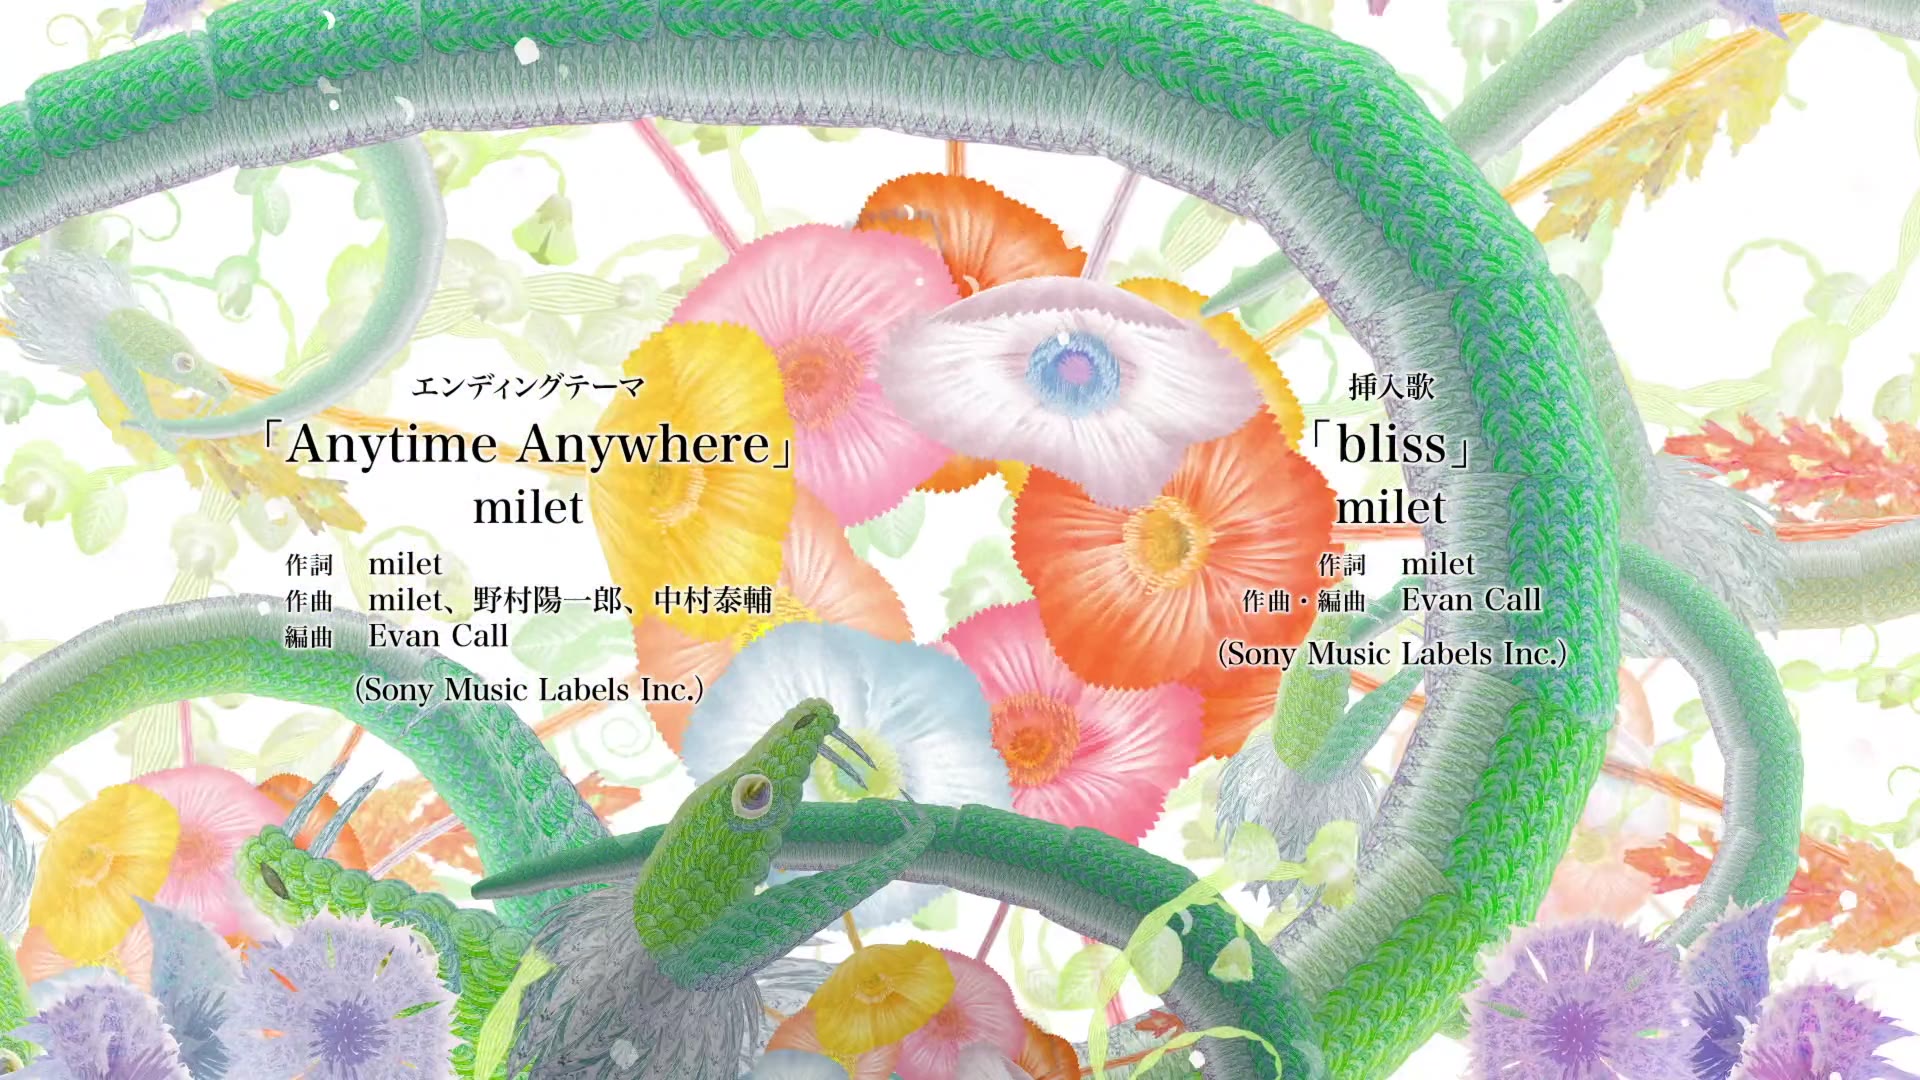 エンディングテーマ
「Anytime Anywhere」
milet
作詞 milet
作曲 milet、野村陽一郎、中村泰輔
編曲 Evan Call
(Sony Music Labels Inc.)
挿入歌
「bliss」
milet
作詞 milet
作曲・編曲 Evan Call
(Sony Music Labels Inc.)